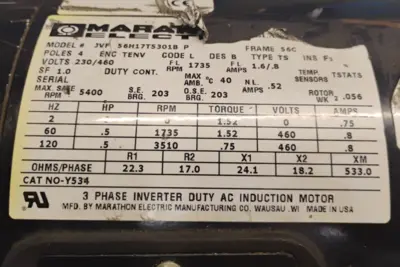 MARATHON
ELECTRIC
MODEL # JVF 56H17T5301B P FRAME 56C
POLES 4 ENC TENV CODE L DES B TYPE TS INS F
VOLTS 230/460 FL RPM 1735 FL AMPS 1.6/.8
SF 1.0 DUTY CONT. MAX. AMB °C 40 NL AMPS .52 TEMP. SENSORS TSTATS
SERIAL
MAX. SAFE RPM 5400 S.E. BRG. 203 O.E. BRG. 203 ROTOR WK² .056
HZ HP RPM TORQUE VOLTS AMPS
2 0 1.52 0 .75
60 .5 1735 1.52 460 .8
120 .5 3510 .75 460 .8
R1 R2 X1 X2 XM
OHMS/PHASE 22.3 17.0 24.1 18.2 533.0
CAT NO-Y534
3 PHASE INVERTER DUTY AC INDUCTION MOTOR
MFD. BY MARATHON ELECTRIC MANUFACTURING CO. WAUSAU, WI MADE IN USA